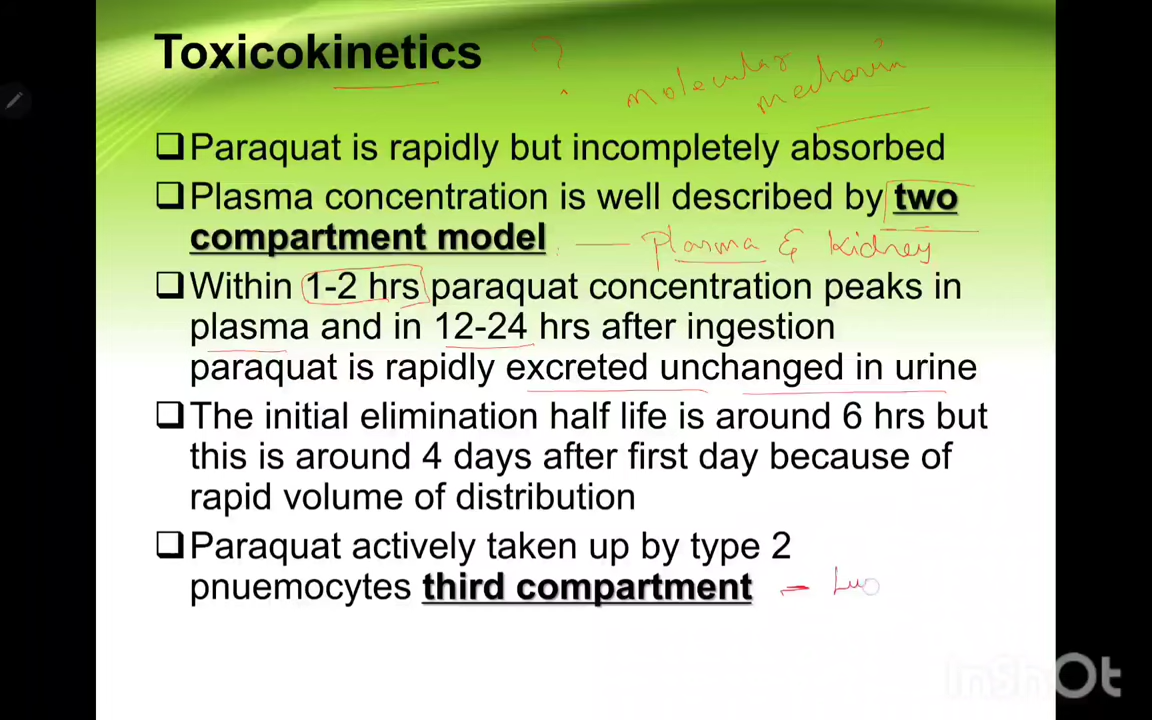 Toxicokinetics ?
molecular
mechanism
❑Paraquat is rapidly but incompletely absorbed
❑Plasma concentration is well described by two
compartment model — Plasma & Kidney
❑Within 1-2 hrs paraquat concentration peaks in
plasma and in 12-24 hrs after ingestion
paraquat is rapidly excreted unchanged in urine
❑The initial elimination half life is around 6 hrs but
this is around 4 days after first day because of
rapid volume of distribution
❑Paraquat actively taken up by type 2
pnuemocytes third compartment -
InShOt